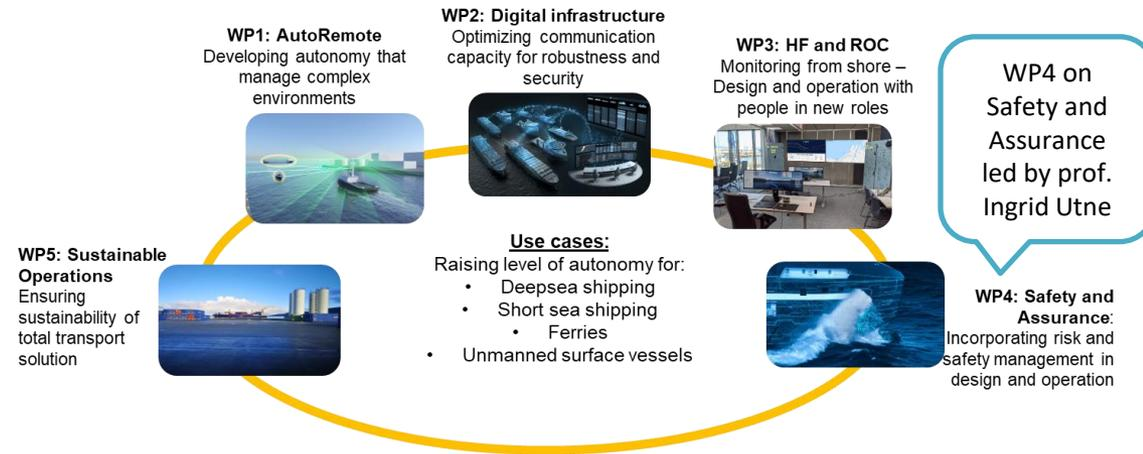 WP1: AutoRemote
Developing autonomy that
manage complex
environments
WP2: Digital infrastructure
Optimizing communication
capacity for robustness and
security
WP3: HF and ROC
Monitoring from shore –
Design and operation with
people in new roles
WP4 on
Safety and
Assurance
led by prof.
Ingrid Utne
WP5: Sustainable
Operations
Ensuring
sustainability of
total transport
solution
Use cases:
Raising level of autonomy for:
• Deepsea shipping
• Short sea shipping
• Ferries
• Unmanned surface vessels
WP4: Safety and
Assurance:
Incorporating risk and
safety management in
design and operation